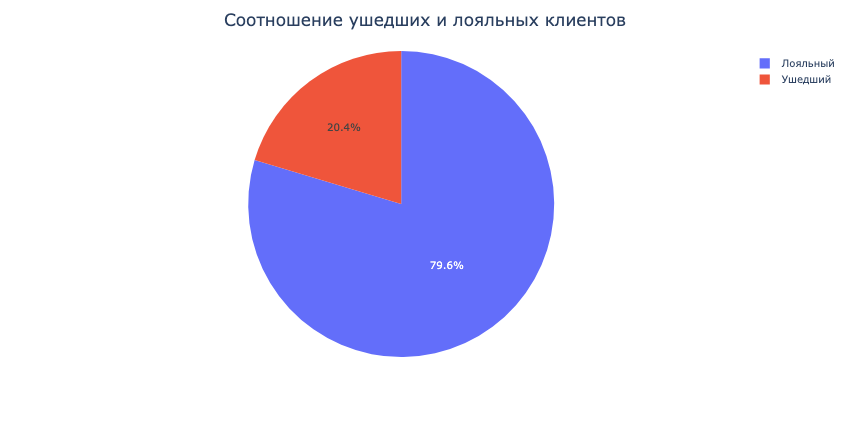 Соотношение ушедших и лояльных клиентов
Лояльный
Ушедший
20.4%
79.6%